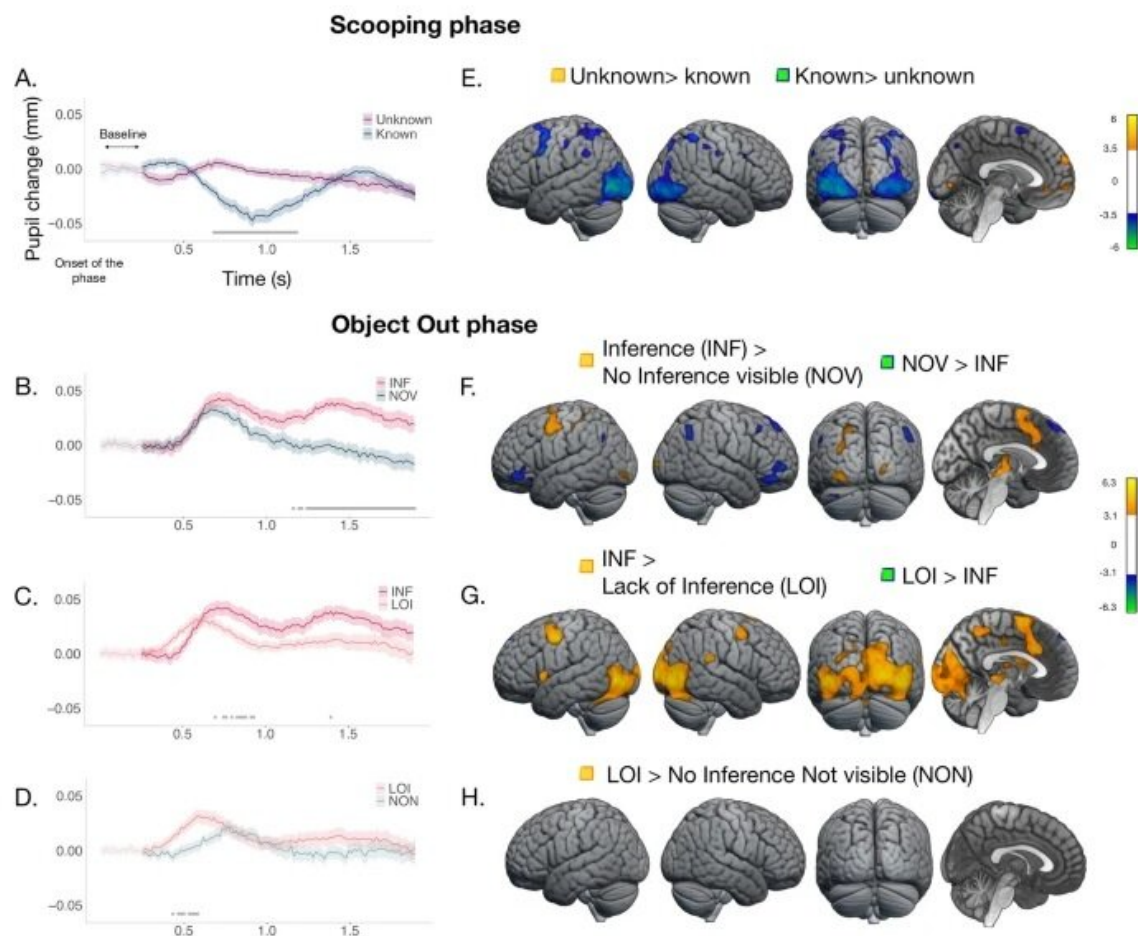 Scooping phase
A.
Pupil change (mm)
0.05
0.00
−0.05
Baseline
Unknown
Known
0.5
1.0
1.5
Onset of the
phase
Time (s)
E.
Unknown> known
Known> unknown
6
3.5
0
-3.5
-6
Object Out phase
B.
0.05
0.00
−0.05
INF
NOV
0.5
1.0
1.5
F.
Inference (INF) >
No Inference visible (NOV)
NOV > INF
6.3
3.1
0
-3.1
-6.3
C.
0.05
0.00
−0.05
INF
LOI
0.5
1.0
1.5
G.
INF >
Lack of Inference (LOI)
LOI > INF
D.
0.05
0.00
−0.05
LOI
NON
0.5
1.0
1.5
H.
LOI > No Inference Not visible (NON)